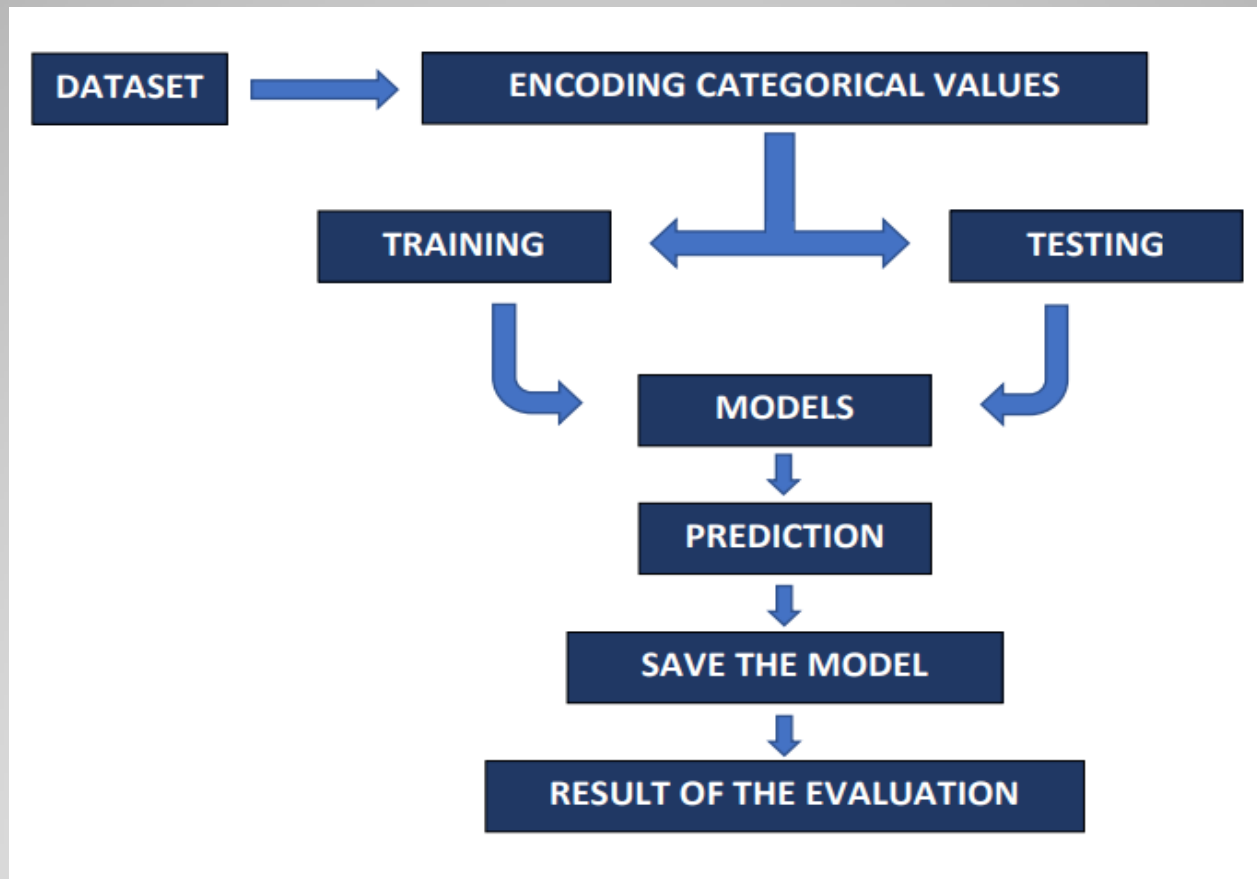 DATASET
ENCODING CATEGORICAL VALUES
TRAINING
TESTING
MODELS
PREDICTION
SAVE THE MODEL
RESULT OF THE EVALUATION